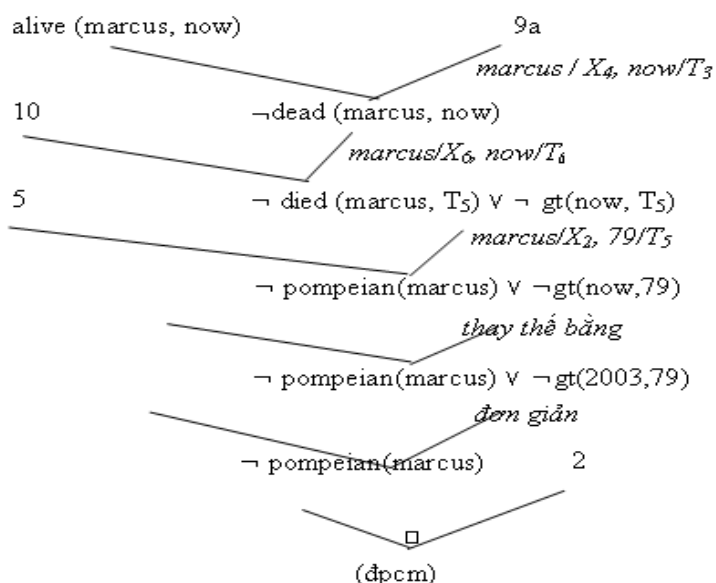 alive (marcus, now) 9a
marcus / X₄, now/T₃
10 ¬dead (marcus, now)
marcus/X₆, now/T₆
5 ¬ died (marcus, T₅) ∨ ¬ gt(now, T₅)
marcus/X₂, 79/T₅
¬ pompeian(marcus) ∨ ¬gt(now,79)
thay thế bằng
¬ pompeian(marcus) ∨ ¬gt(2003,79)
đơn giản
¬ pompeian(marcus) 2
□
(đpcm)